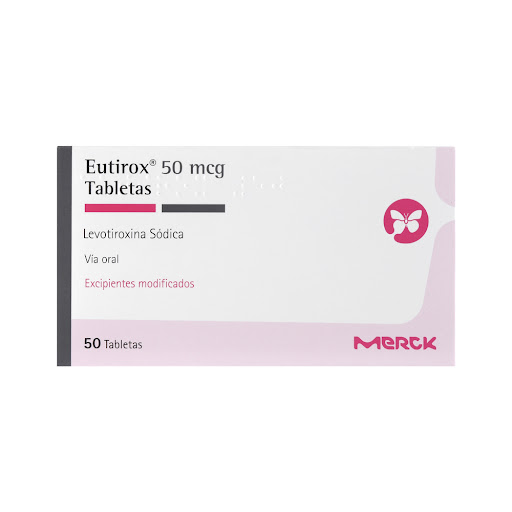 Eutirox® 50 mcg
Tabletas
Levotiroxina Sódica
Vía oral
Excipientes modificados
50 Tabletas
MERCK